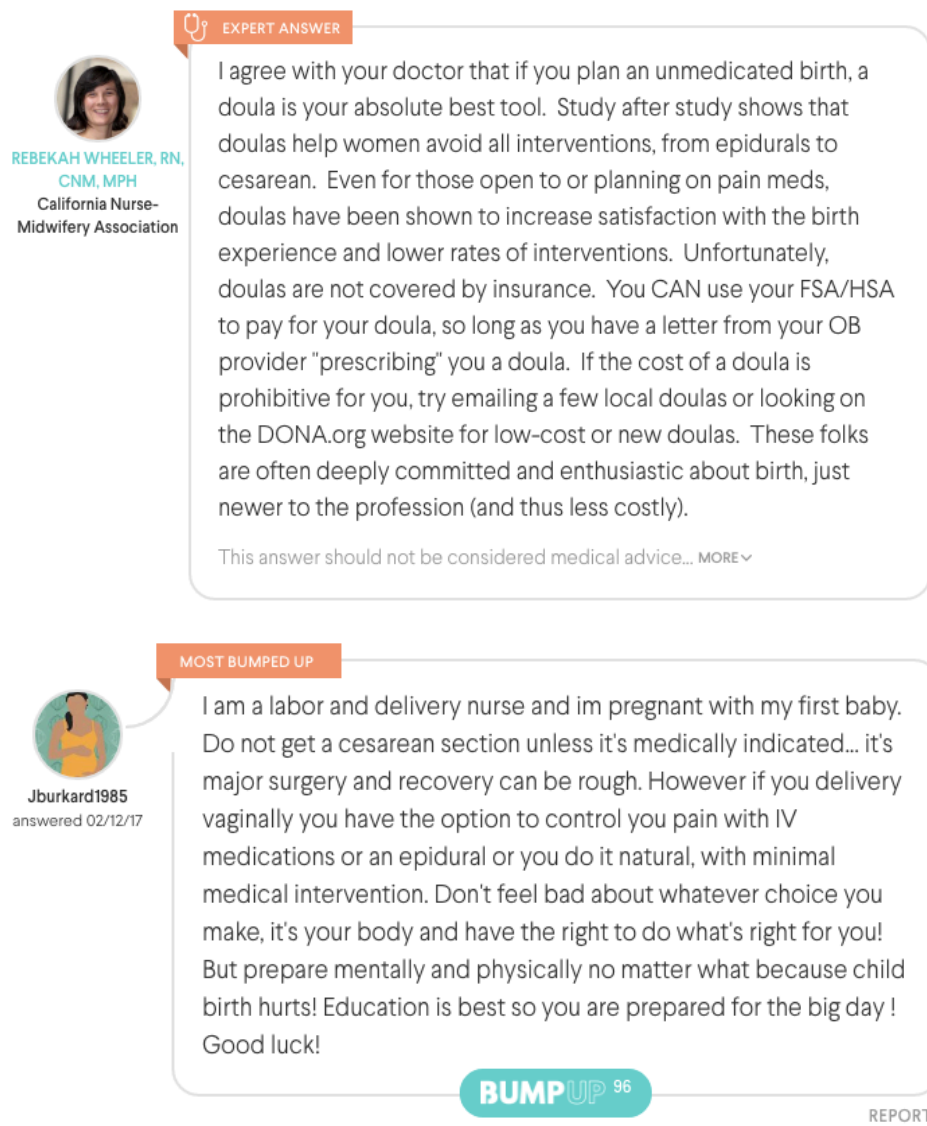 EXPERT ANSWER
I agree with your doctor that if you plan an unmedicated birth, a
doula is your absolute best tool. Study after study shows that
doulas help women avoid all interventions, from epidurals to
cesarean. Even for those open to or planning on pain meds,
doulas have been shown to increase satisfaction with the birth
experience and lower rates of interventions. Unfortunately,
doulas are not covered by insurance. You CAN use your FSA/HSA
to pay for your doula, so long as you have a letter from your OB
provider "prescribing" you a doula. If the cost of a doula is
prohibitive for you, try emailing a few local doulas or looking on
the DONA.org website for low-cost or new doulas. These folks
are often deeply committed and enthusiastic about birth, just
newer to the profession (and thus less costly).
This answer should not be considered medical advice... MORE
REBEKAH WHEELER, RN,
CNM, MPH
California Nurse-
Midwifery Association
MOST BUMPED UP
I am a labor and delivery nurse and im pregnant with my first baby.
Do not get a cesarean section unless it's medically indicated... it's
major surgery and recovery can be rough. However if you delivery
vaginally you have the option to control you pain with IV
medications or an epidural or you do it natural, with minimal
medical intervention. Don't feel bad about whatever choice you
make, it's your body and have the right to do what's right for you!
But prepare mentally and physically no matter what because child
birth hurts! Education is best so you are prepared for the big day !
Good luck!
Jburkard1985
answered 02/12/17
BUMP UP 96
REPORT